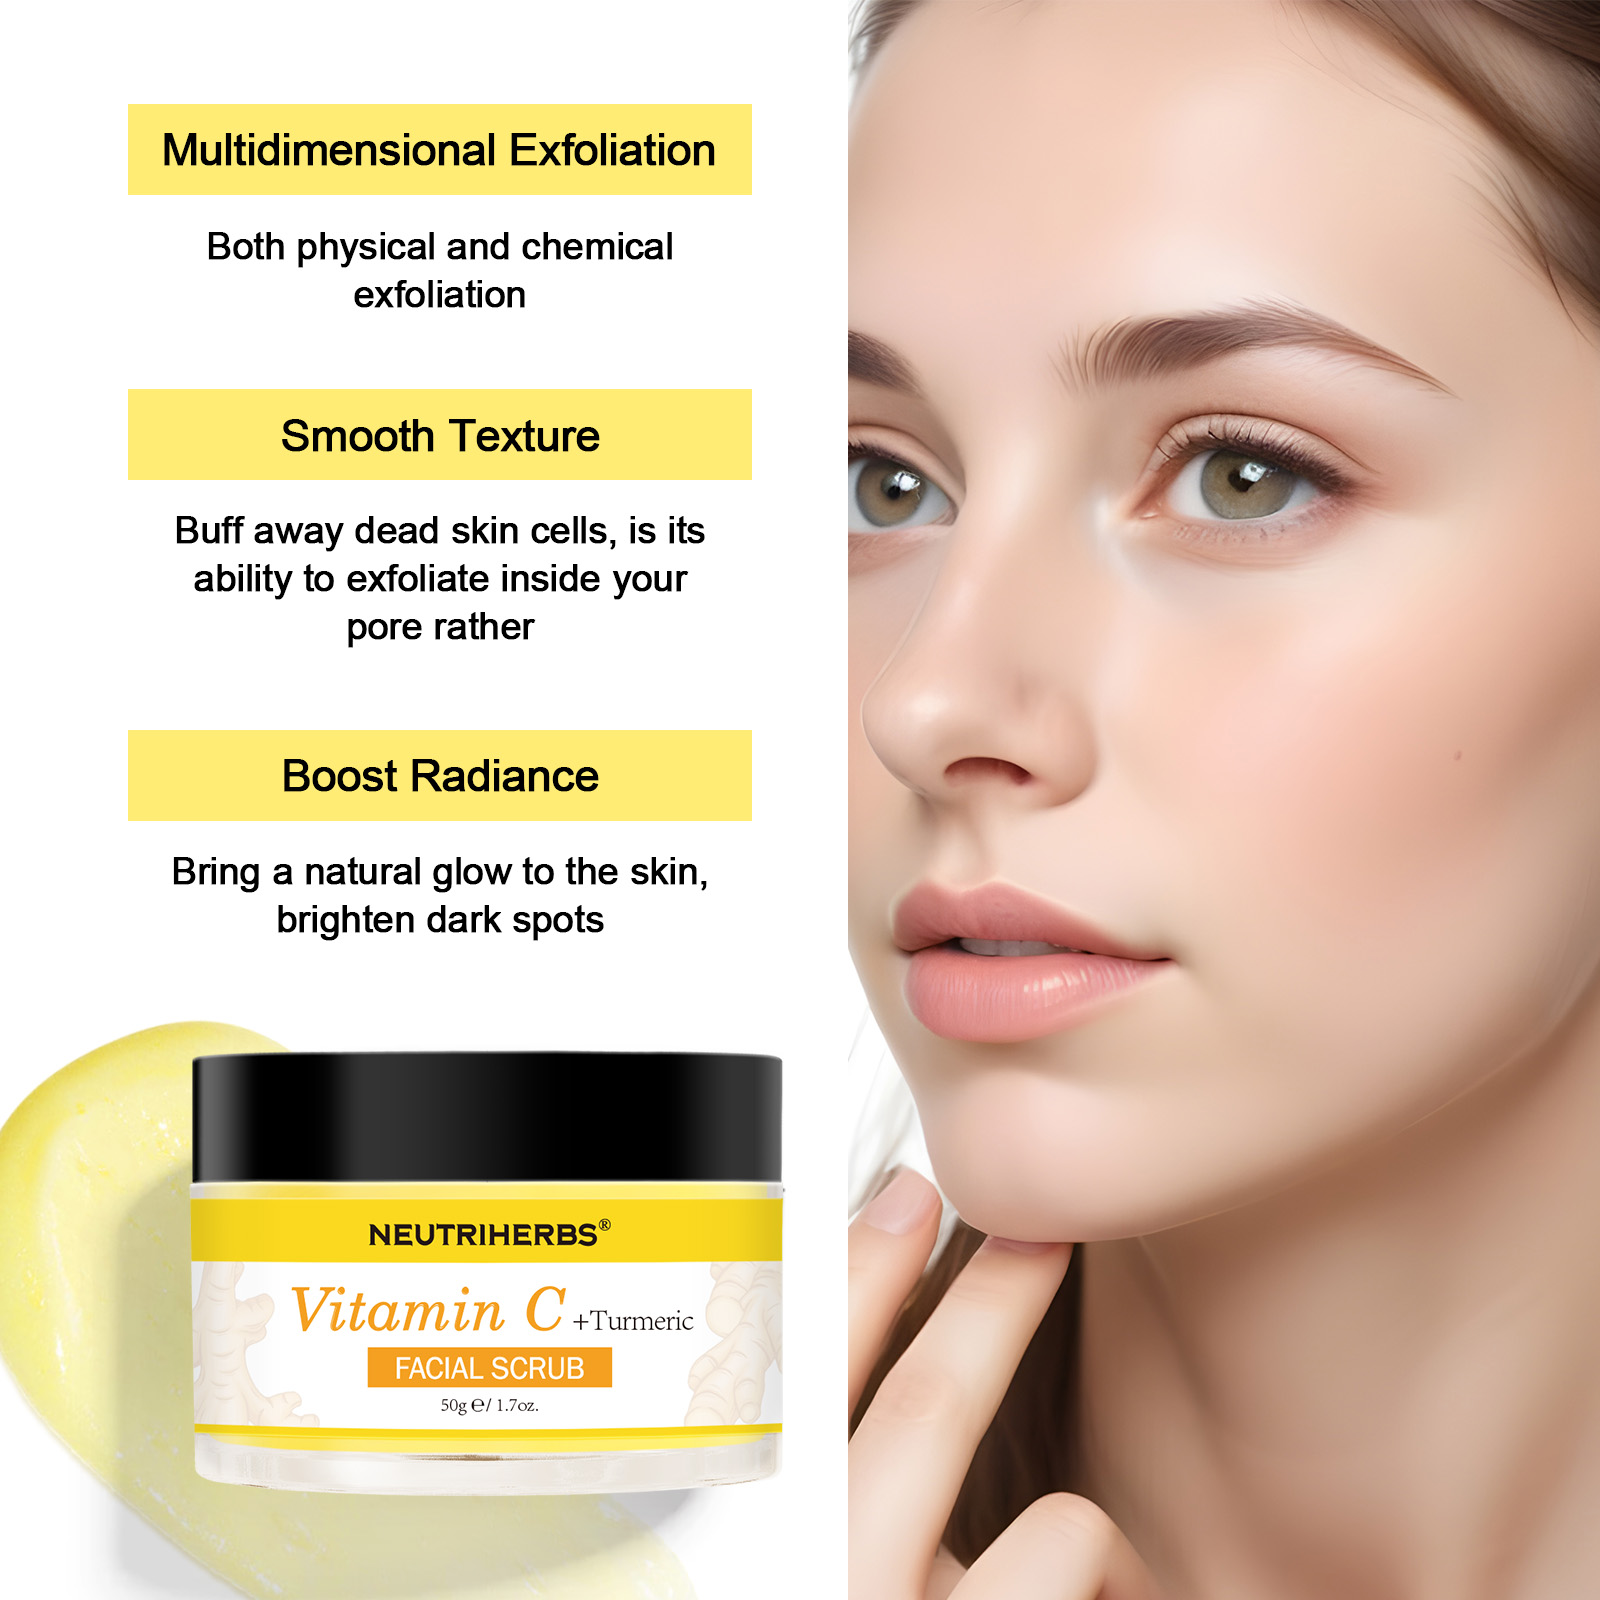 Multidimensional Exfoliation
Both physical and chemical
exfoliation
Smooth Texture
Buff away dead skin cells, is its
ability to exfoliate inside your
pore rather
Boost Radiance
Bring a natural glow to the skin,
brighten dark spots
NEUTRIHERBS®
Vitamin C +Turmeric
FACIAL SCRUB
50g ℮/ 1.7oz.